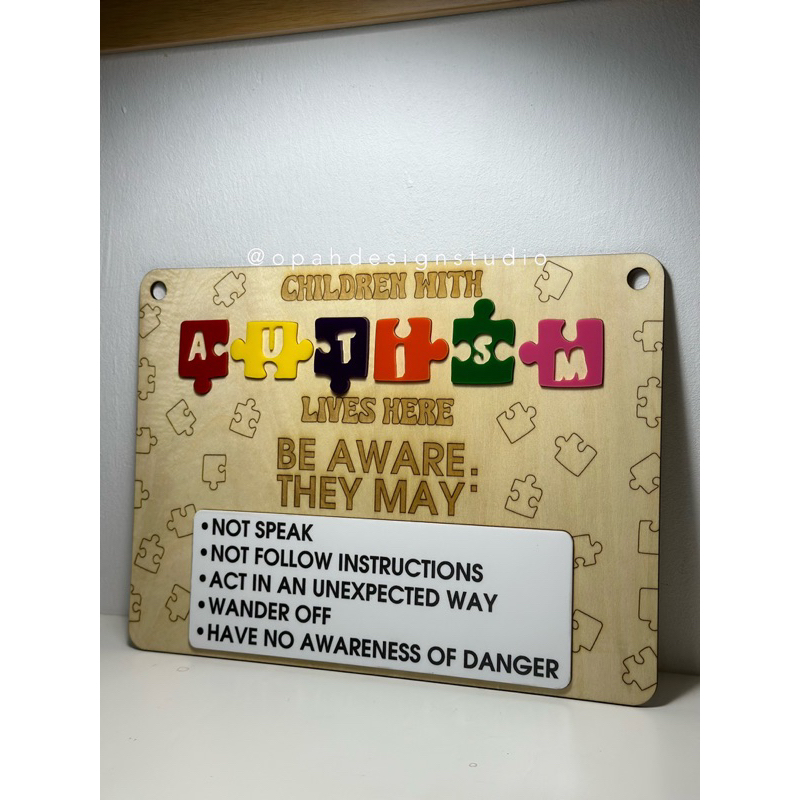 @opahdesignstudio
CHILDREN WITH
AUTISM
LIVES HERE
BE AWARE:
THEY MAY
•NOT SPEAK
•NOT FOLLOW INSTRUCTIONS
•ACT IN AN UNEXPECTED WAY
•WANDER OFF
•HAVE NO AWARENESS OF DANGER